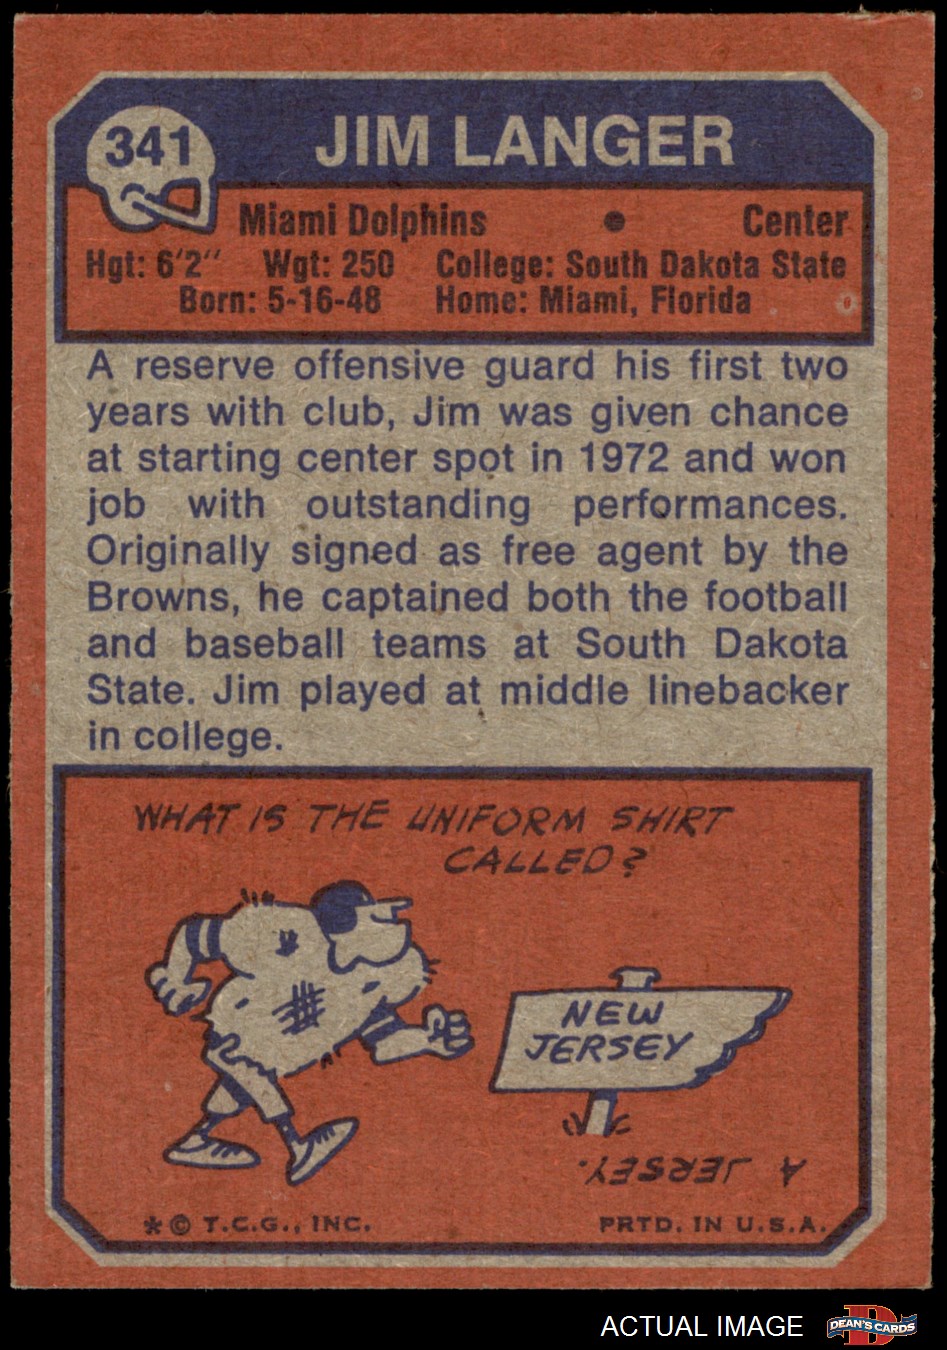 341
JIM LANGER
Miami Dolphins • Center
Hgt: 6'2" Wgt: 250 College: South Dakota State
Born: 5-16-48 Home: Miami, Florida
A reserve offensive guard his first two
years with club, Jim was given chance
at starting center spot in 1972 and won
job with outstanding performances.
Originally signed as free agent by the
Browns, he captained both the football
and baseball teams at South Dakota
State. Jim played at middle linebacker
in college.
WHAT IS THE UNIFORM SHIRT
CALLED?
NEW
JERSEY
A JERSEY.
* © T.C.G., INC. PRTD. IN U.S.A.
ACTUAL IMAGE
D
DEAN'S CARDS